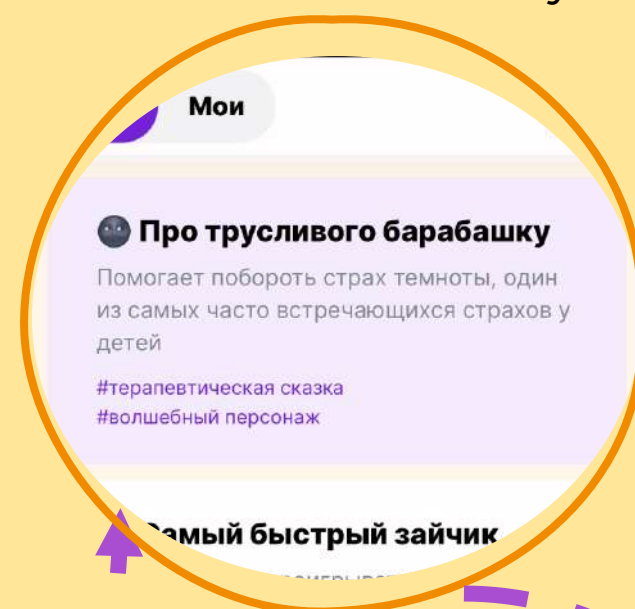 Мои
Про трусливого барабашку
Помогает побороть страх темноты, один
из самых часто встречающихся страхов у
детей
#терапевтическая сказка
#волшебный персонаж
Самый быстрый зайчик